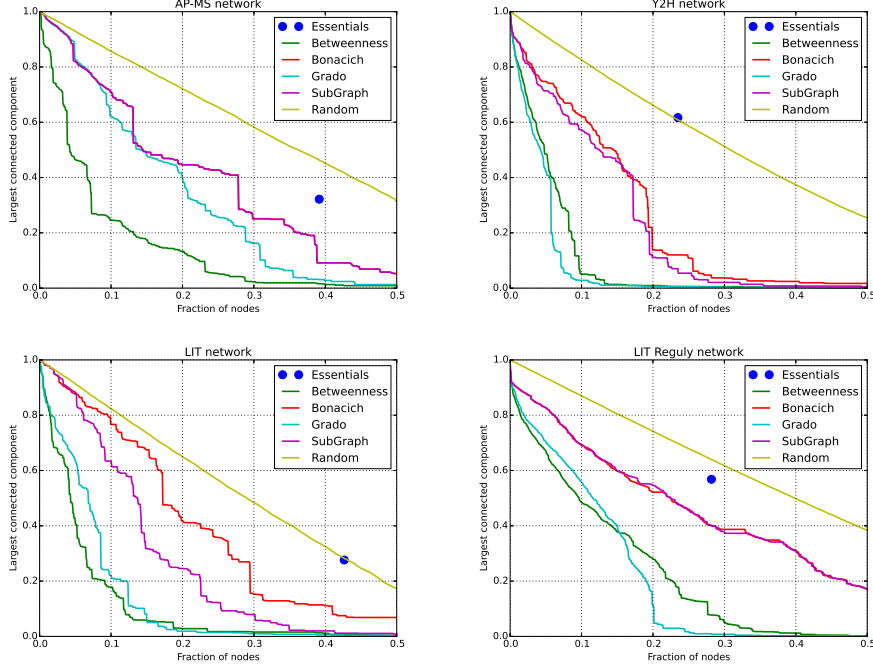 AP-MS network
1.0
0.8
0.6
0.4
0.2
0.0
Largest connected component
0.0 0.1 0.2 0.3 0.4 0.5
Fraction of nodes
Essentials
Betweenness
Bonacich
Grado
SubGraph
Random
Y2H network
1.0
0.8
0.6
0.4
0.2
0.0
Largest connected component
0.0 0.1 0.2 0.3 0.4 0.5
Fraction of nodes
Essentials
Betweenness
Bonacich
Grado
SubGraph
Random
LIT network
1.0
0.8
0.6
0.4
0.2
0.0
Largest connected component
0.0 0.1 0.2 0.3 0.4 0.5
Fraction of nodes
Essentials
Betweenness
Bonacich
Grado
SubGraph
Random
LIT Reguly network
1.0
0.8
0.6
0.4
0.2
0.0
Largest connected component
0.0 0.1 0.2 0.3 0.4 0.5
Fraction of nodes
Essentials
Betweenness
Bonacich
Grado
SubGraph
Random